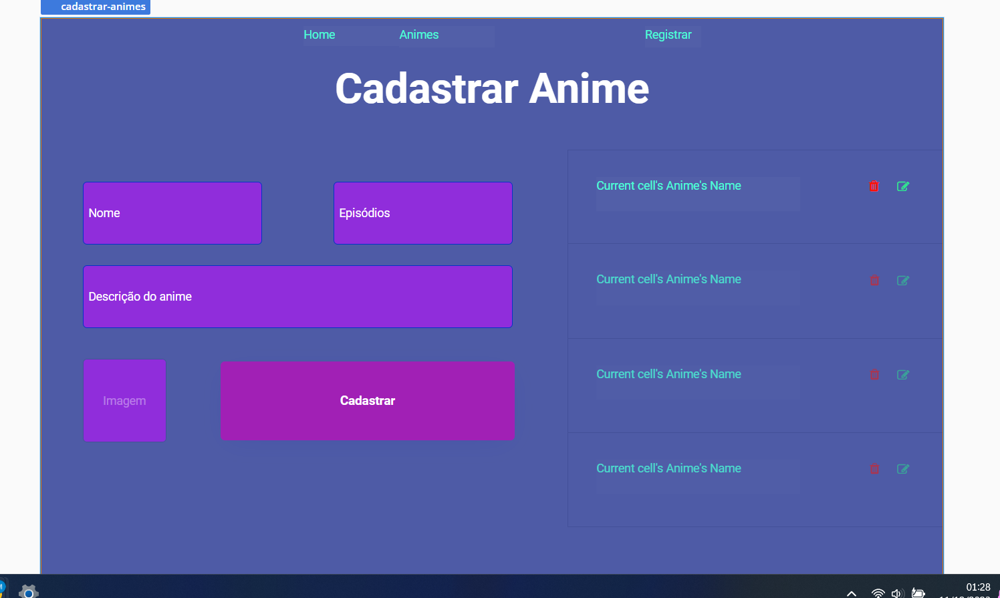 cadastrar-animes
Home Animes Registrar
Cadastrar Anime
Nome Episódios
Descrição do anime
Imagem Cadastrar
Current cell's Anime's Name
Current cell's Anime's Name
Current cell's Anime's Name
Current cell's Anime's Name
01:28